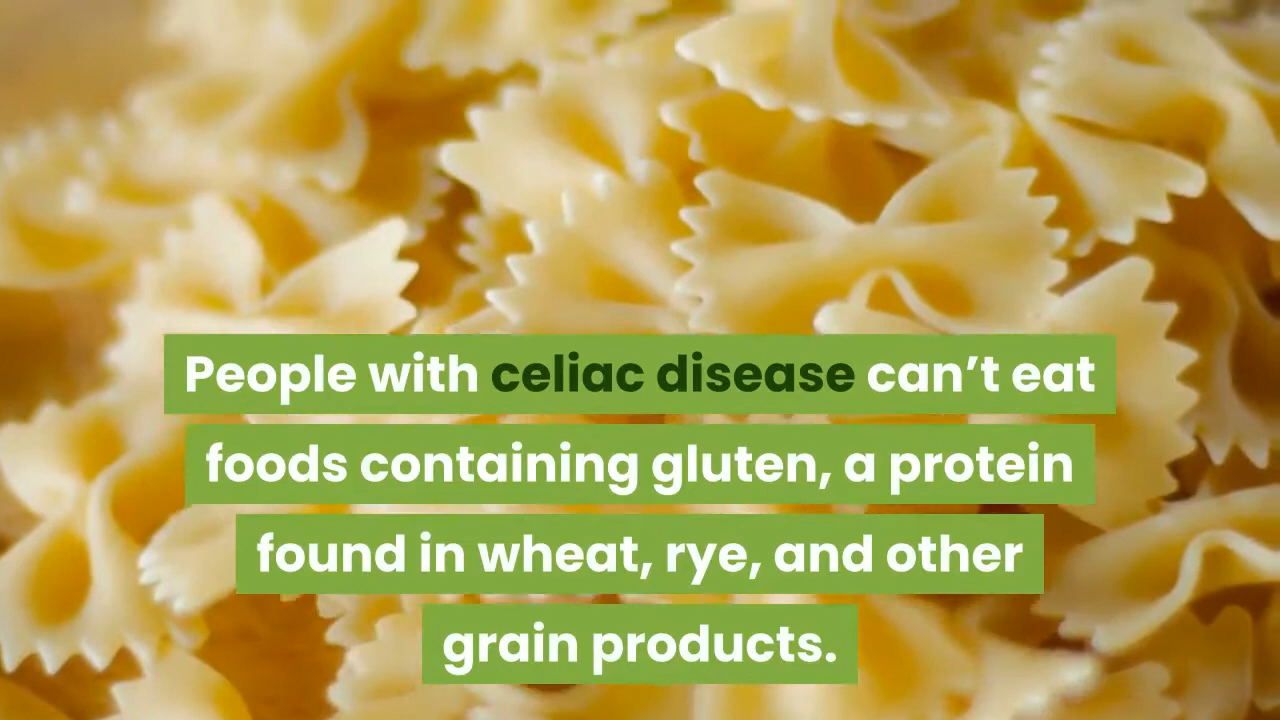 People with celiac disease can’t eat
foods containing gluten, a protein
found in wheat, rye, and other
grain products.